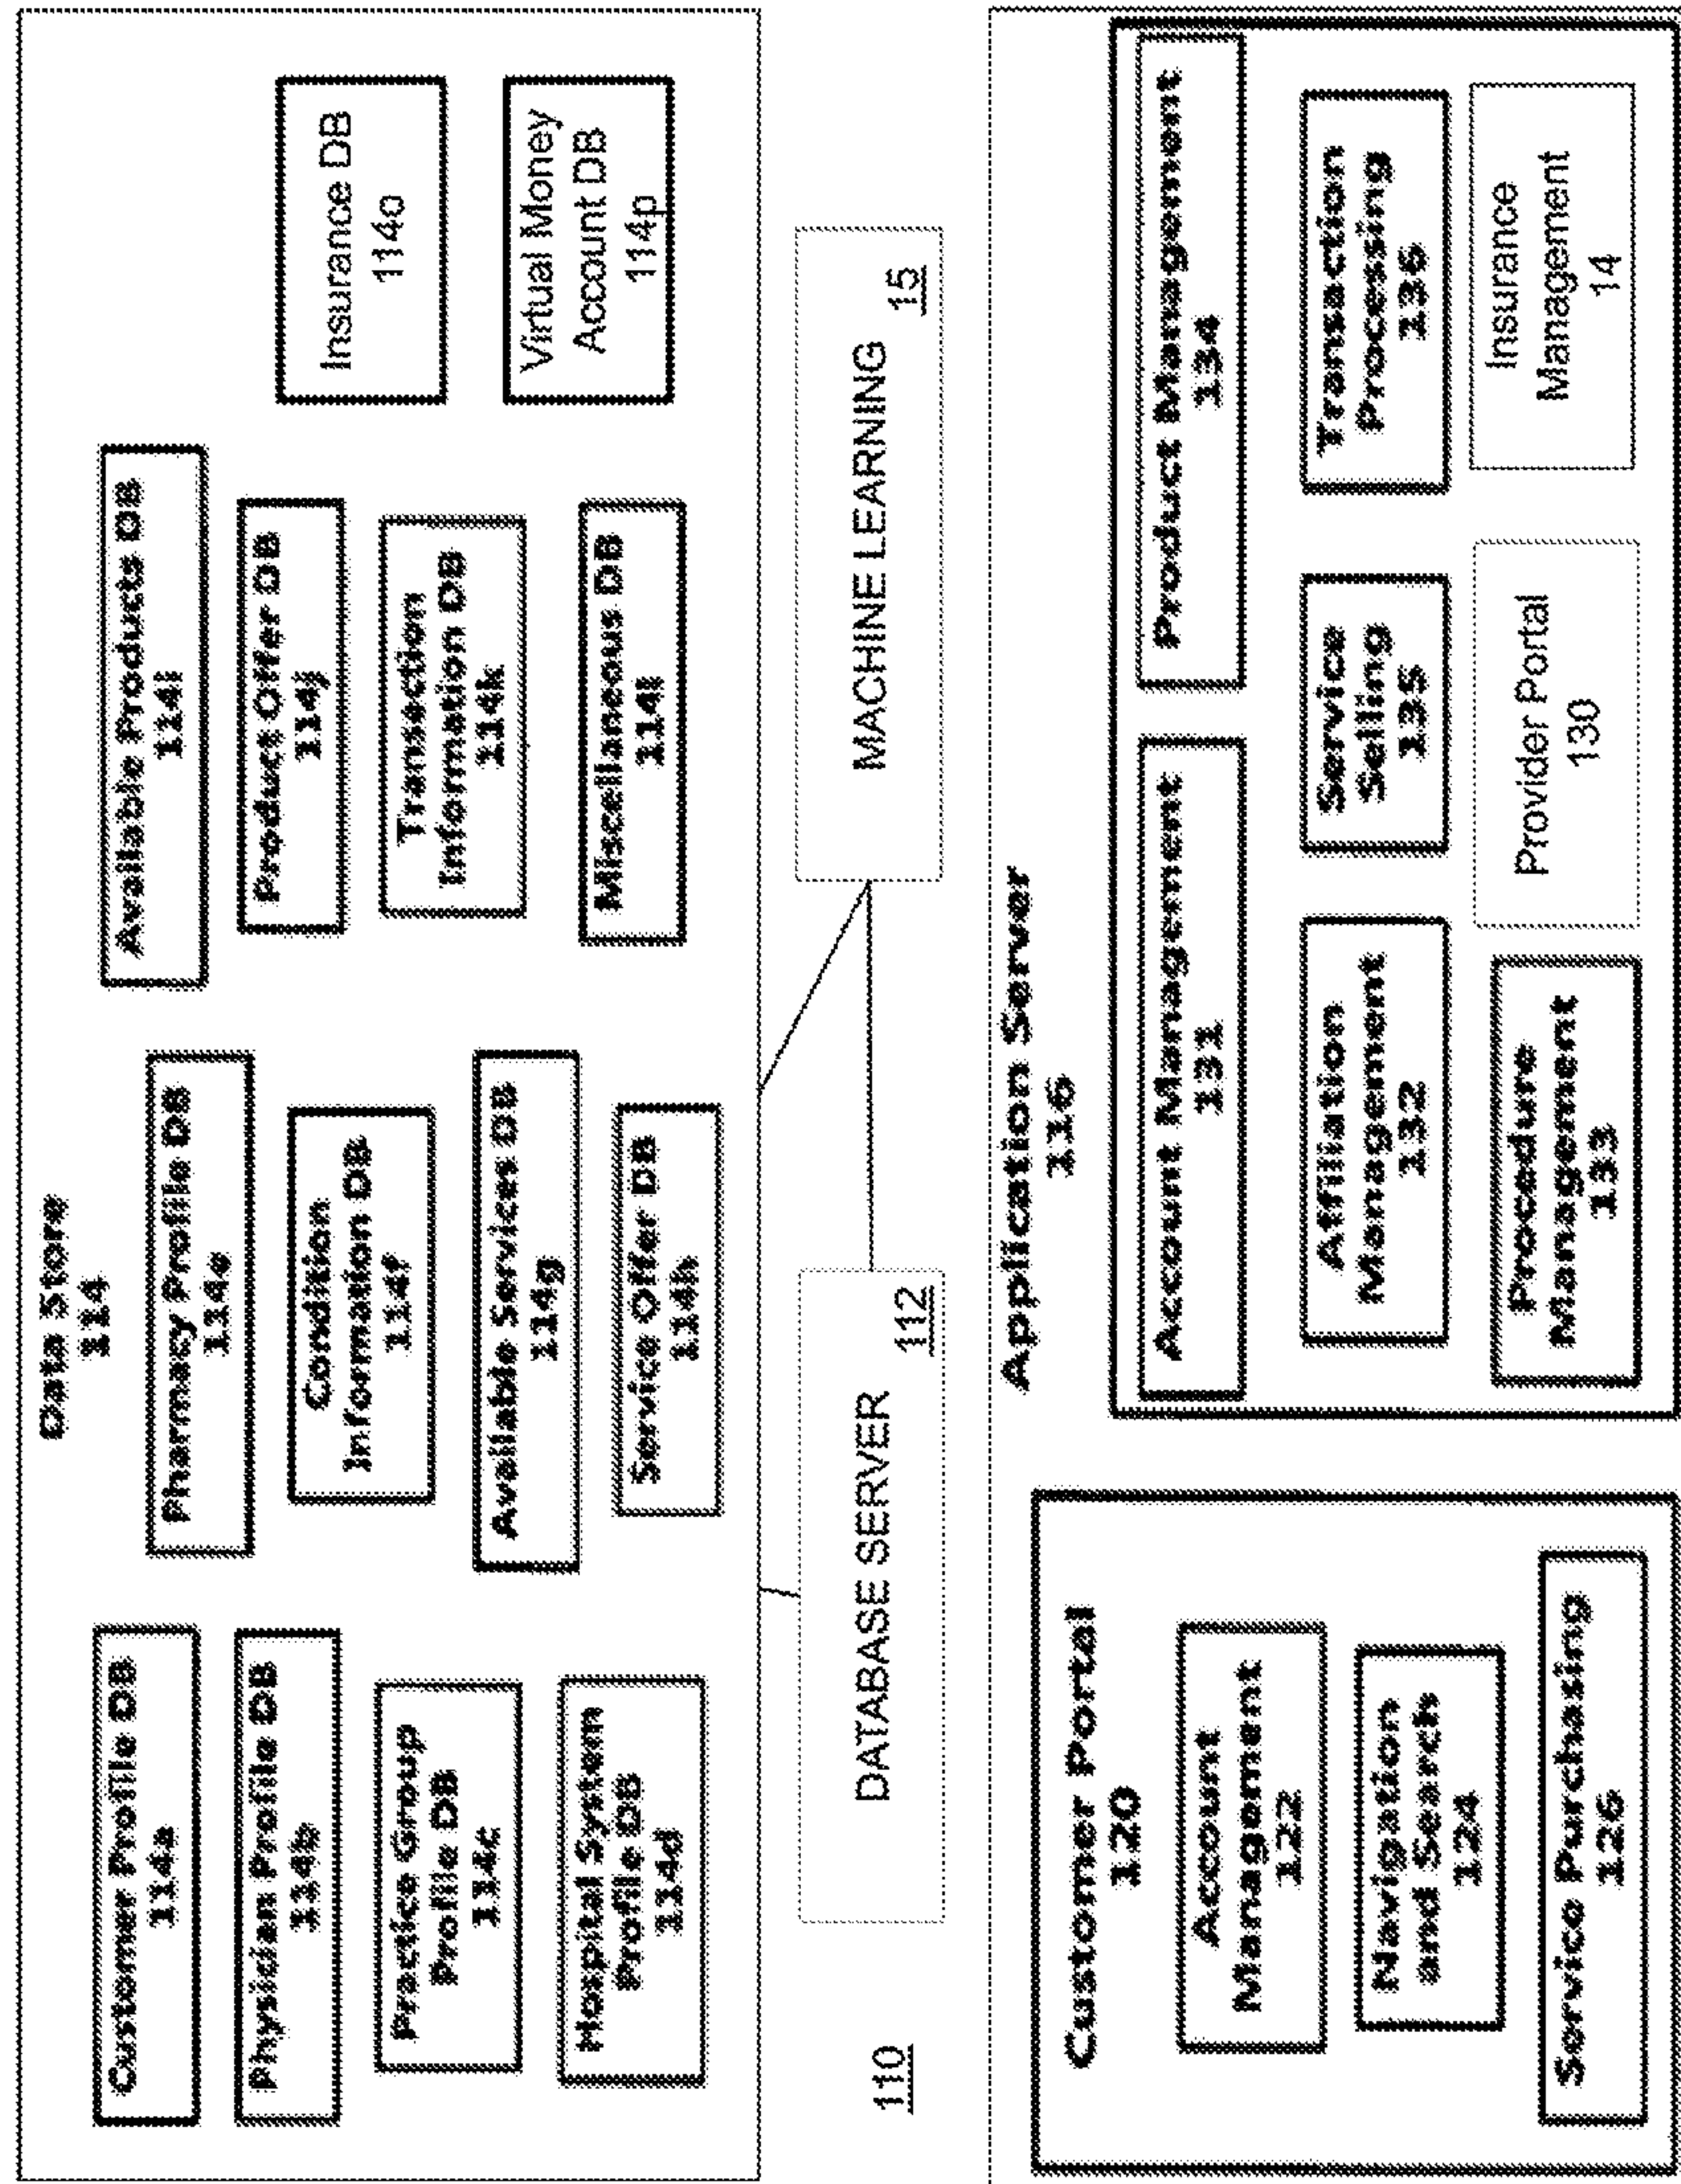 Data Store
114
Customer Profile DB
114a
Physician Profile DB
114b
Practice Group
Profile DB
114c
Hospital System
Profile DB
114d
Pharmacy Profile DB
114e
Condition
Information DB
114f
Available Services DB
114g
Service Offer DB
114h
Available Products DB
114i
Product Offer DB
114j
Transection
Information DB
114k
Miscellaneous DB
114l
Insurance DB
114o
Virtual Money
Account DB
114p
110
DATABASE SERVER
112
MACHINE LEARNING
15
Application Server
116
Customer Portal
120
Account
Management
122
Navigation
and Search
124
Service Purchasing
126
Account Management
131
Product Management
134
Affiliation
Management
132
Service
Selling
135
Transaction
Processing
136
Procedure
Management
133
Provider Portal
130
Insurance
Management
14